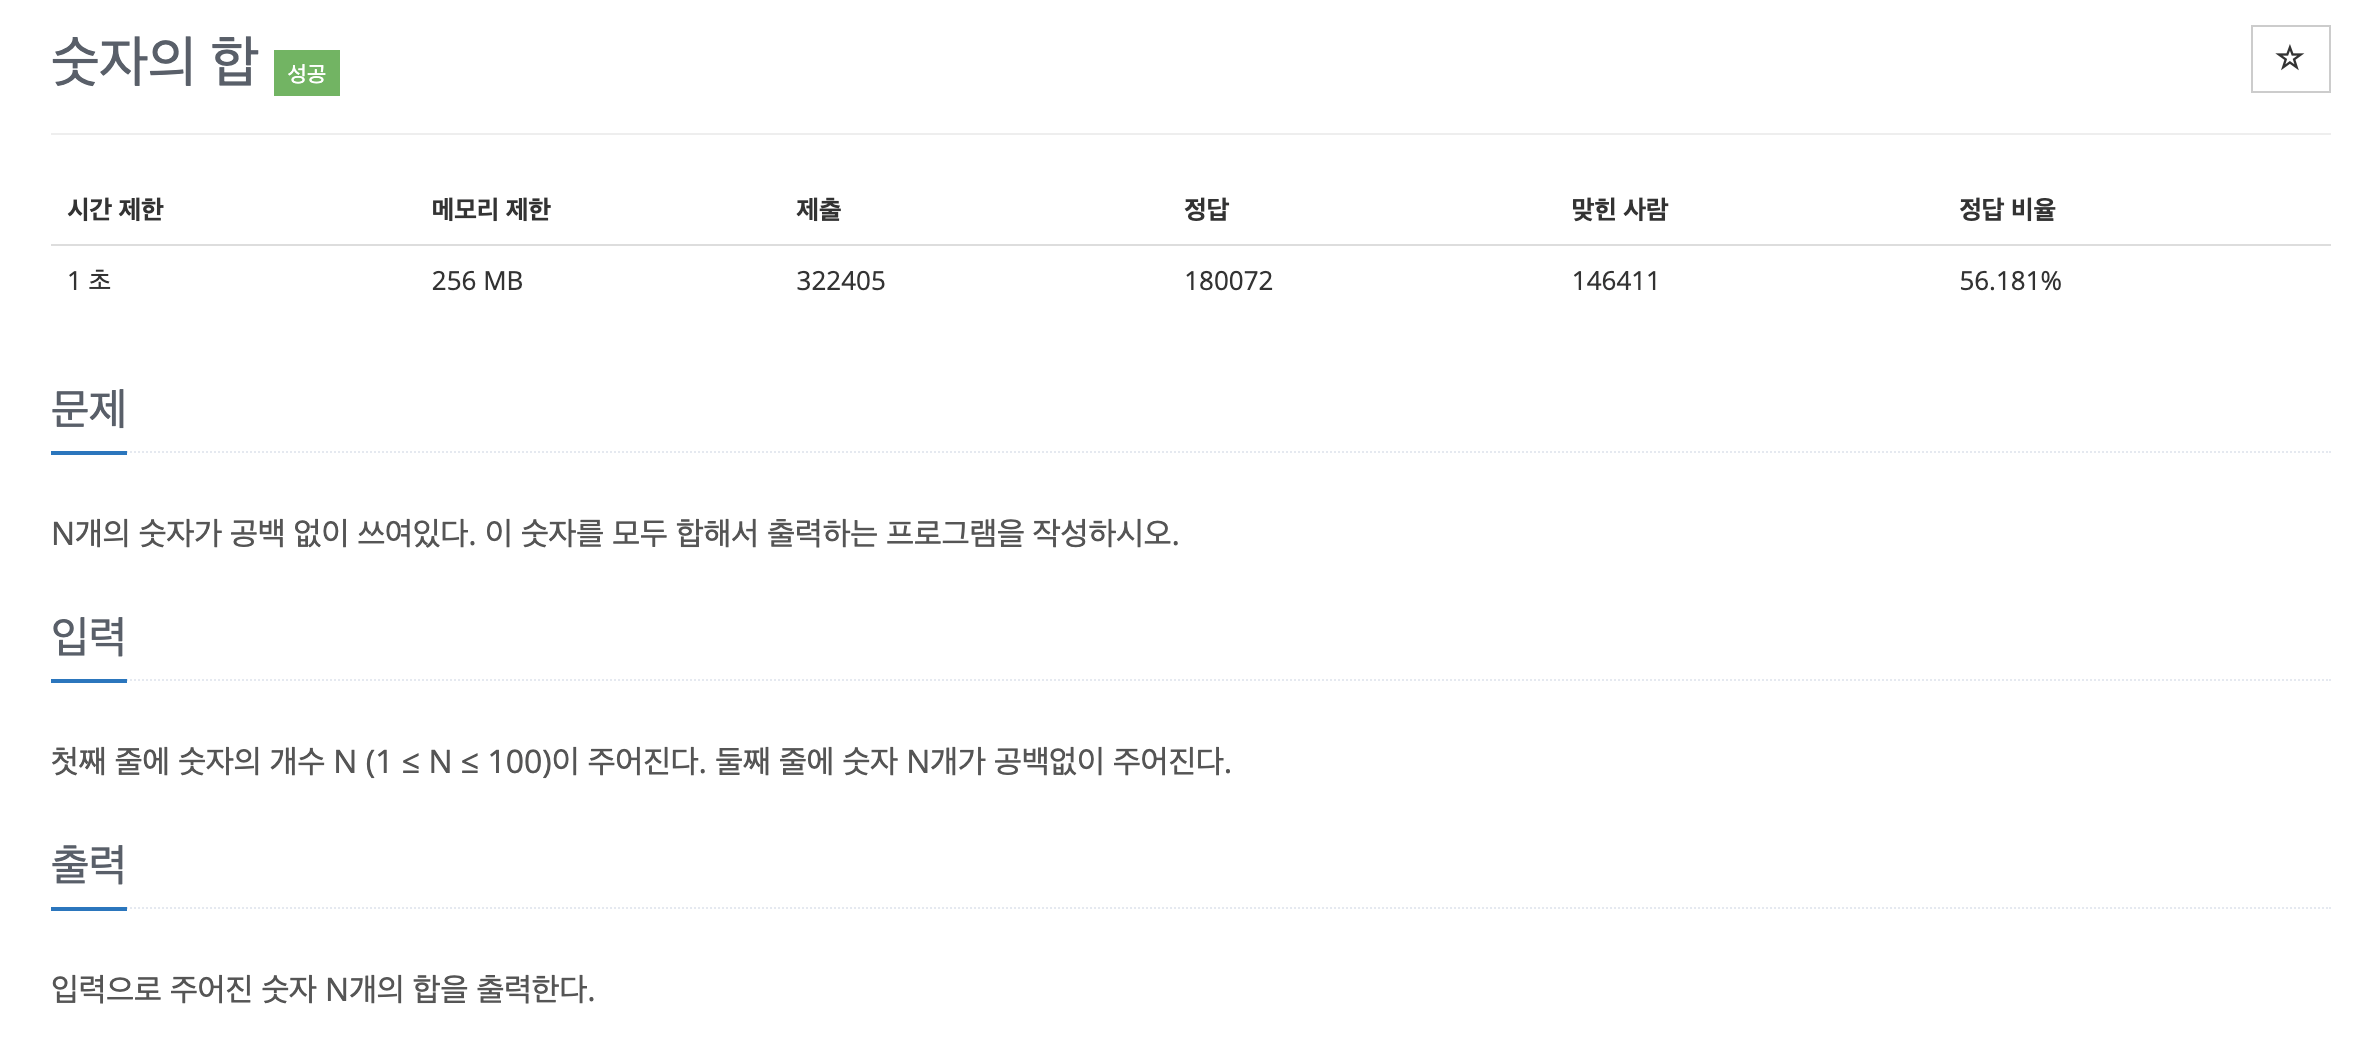 숫자의 합 성공
☆
시간 제한 메모리 제한 제출 정답 맞힌 사람 정답 비율
1 초 256 MB 322405 180072 146411 56.181%
문제
N개의 숫자가 공백 없이 쓰여있다. 이 숫자를 모두 합해서 출력하는 프로그램을 작성하시오.
입력
첫째 줄에 숫자의 개수 N (1 ≤ N ≤ 100)이 주어진다. 둘째 줄에 숫자 N개가 공백없이 주어진다.
출력
입력으로 주어진 숫자 N개의 합을 출력한다.